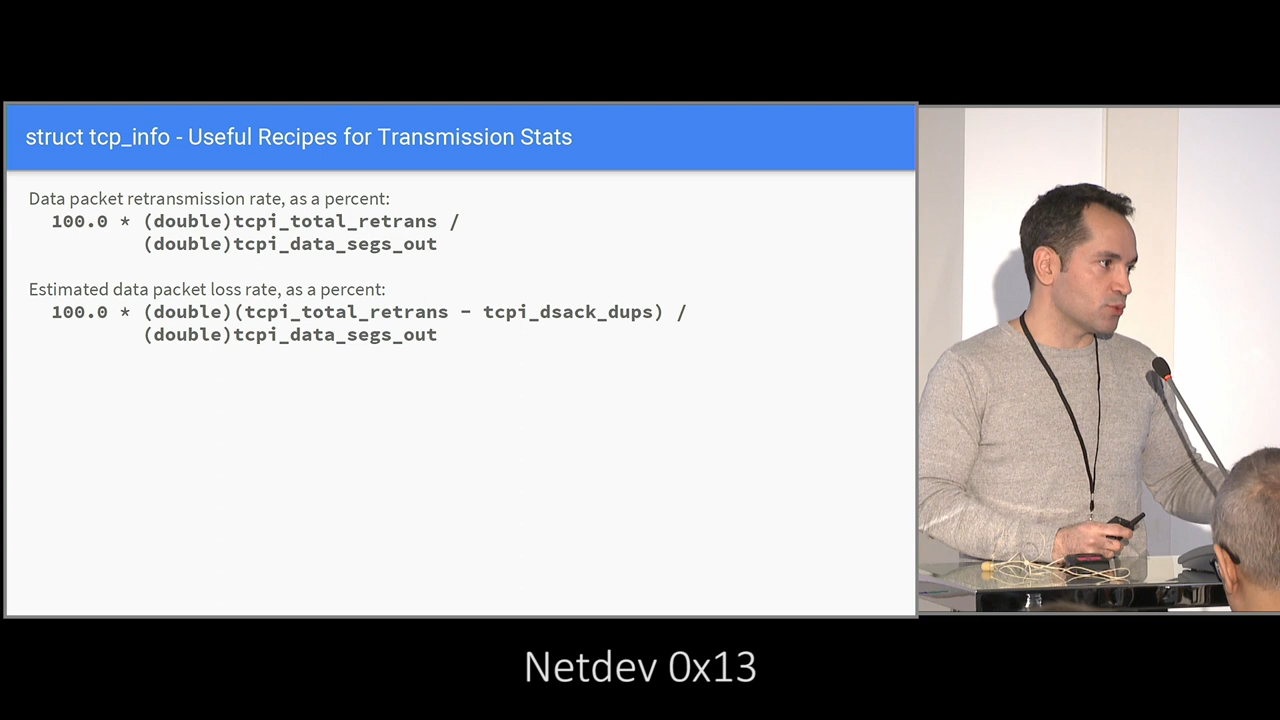 struct tcp_info - Useful Recipes for Transmission Stats
Data packet retransmission rate, as a percent:
100.0 * (double)tcpi_total_retrans /
(double)tcpi_data_segs_out
Estimated data packet loss rate, as a percent:
100.0 * (double)(tcpi_total_retrans - tcpi_dsack_dups) /
(double)tcpi_data_segs_out
Netdev 0x13